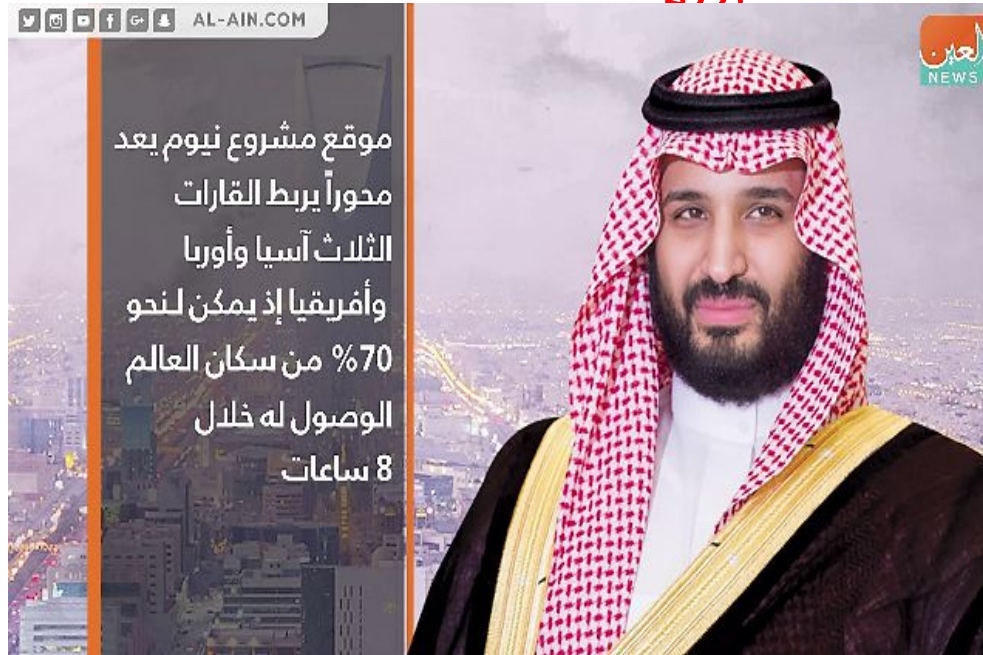 AL-AIN.COM
العين
NEWS
موقع مشروع نيوم يعد
محوراً يربط القارات
الثلاث آسيا وأوربا
وأفريقيا إذ يمكن لنحو
70% من سكان العالم
الوصول له خلال
8 ساعات